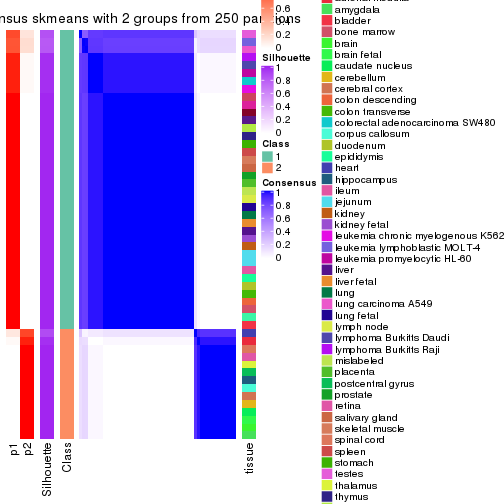 nsus skmeans with 2 groups from 250 partitions
0.6
0.4
0.2
0
Silhouette
1
0.8
0.6
0.4
0.2
0
Class
1
2
Consensus
1
0.8
0.6
0.4
0.2
0
p1
p2
Silhouette
Class
tissue
amygdala
bladder
bone marrow
brain
brain fetal
caudate nucleus
cerebellum
cerebral cortex
colon descending
colon transverse
colorectal adenocarcinoma SW480
corpus callosum
duodenum
epididymis
heart
hippocampus
ileum
jejunum
kidney
kidney fetal
leukemia chronic myelogenous K562
leukemia lymphoblastic MOLT-4
leukemia promyelocytic HL-60
liver
liver fetal
lung
lung carcinoma A549
lung fetal
lymph node
lymphoma Burkitts Daudi
lymphoma Burkitts Raji
mislabeled
placenta
postcentral gyrus
prostate
retina
salivary gland
skeletal muscle
spinal cord
spleen
stomach
testes
thalamus
thymus